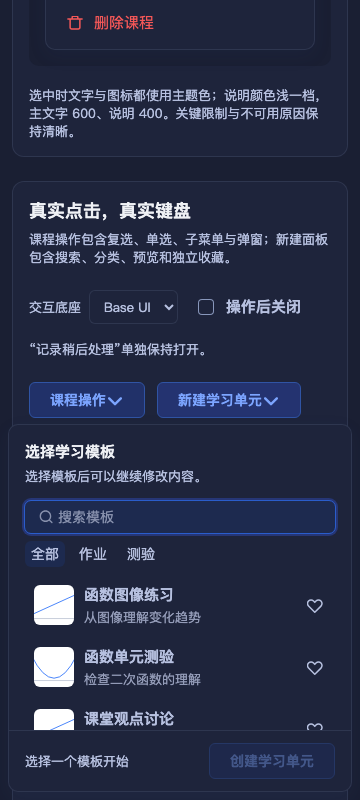 删除课程
选中时文字与图标都使用主题色；说明颜色浅一档，
主文字 600、说明 400。关键限制与不可用原因保
持清晰。
真实点击，真实键盘
课程操作包含复选、单选、子菜单与弹窗；新建面板
包含搜索、分类、预览和独立收藏。
交互底座 Base UI 操作后关闭
“记录稍后处理”单独保持打开。
课程操作 新建学习单元
选择学习模板
选择模板后可以继续修改内容。
搜索模板
全部 作业 测验
函数图像练习
从图像理解变化趋势
函数单元测验
检查二次函数的理解
课堂观点讨论
选择一个模板开始 创建学习单元